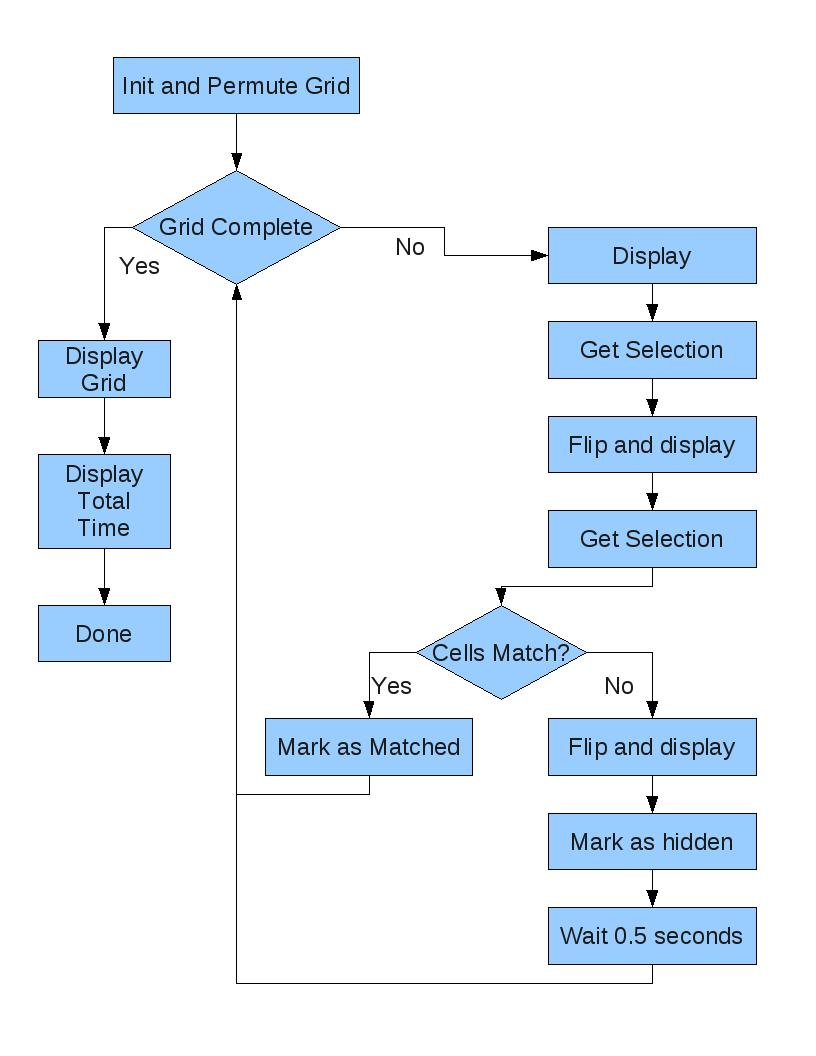 Init and Permute Grid
Grid Complete
No
Yes
Display
Display
Grid
Get Selection
Flip and display
Display
Total
Time
Get Selection
Done
Cells Match?
Yes
No
Mark as Matched
Flip and display
Mark as hidden
Wait 0.5 seconds